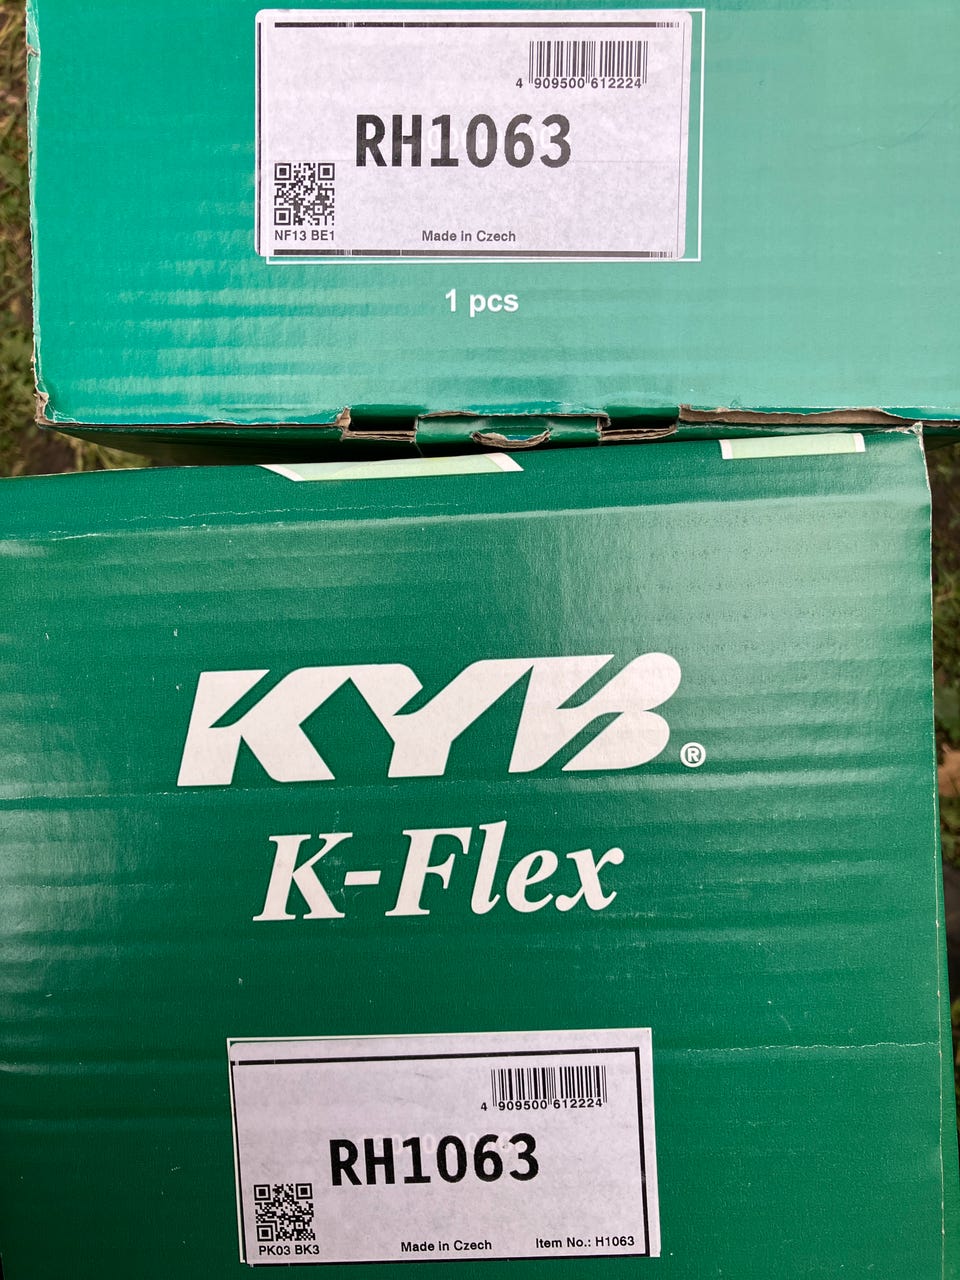 4 909500 612224
RH1063
NF13 BE1
Made in Czech
1 pcs
KYB®
K-Flex
4 909500 612224
RH1063
PK03 BK3
Made in Czech
Item No.: H1063